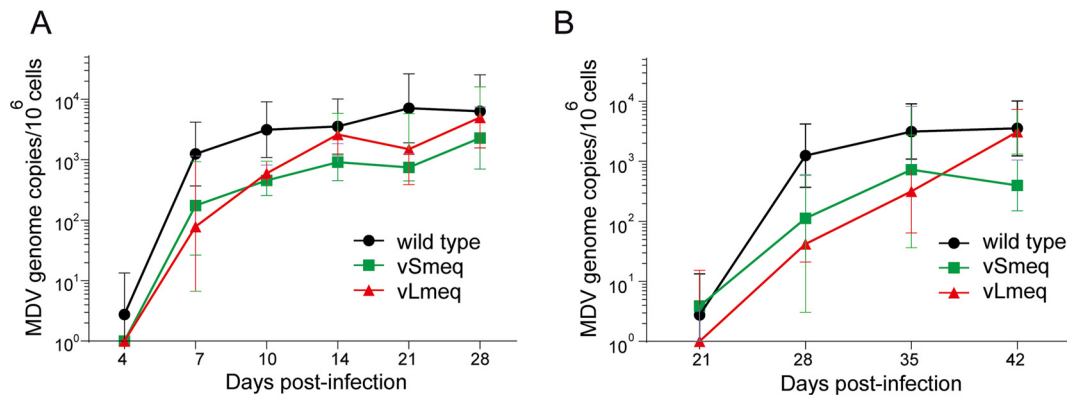 A
MDV genome copies/10^6 cells
10^4
10^3
10^2
10^1
10^0
4
7
10
14
21
28
Days post-infection
wild type
vSmeq
vLmeq
B
MDV genome copies/10^6 cells
10^4
10^3
10^2
10^1
10^0
21
28
35
42
Days post-infection
wild type
vSmeq
vLmeq